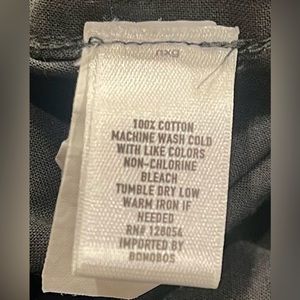 100% COTTON
MACHINE WASH COLD
WITH LIKE COLORS
NON-CHLORINE
BLEACH
TUMBLE DRY LOW
WARM IRON IF
NEEDED
RN# 128054
IMPORTED BY
BONOBOS